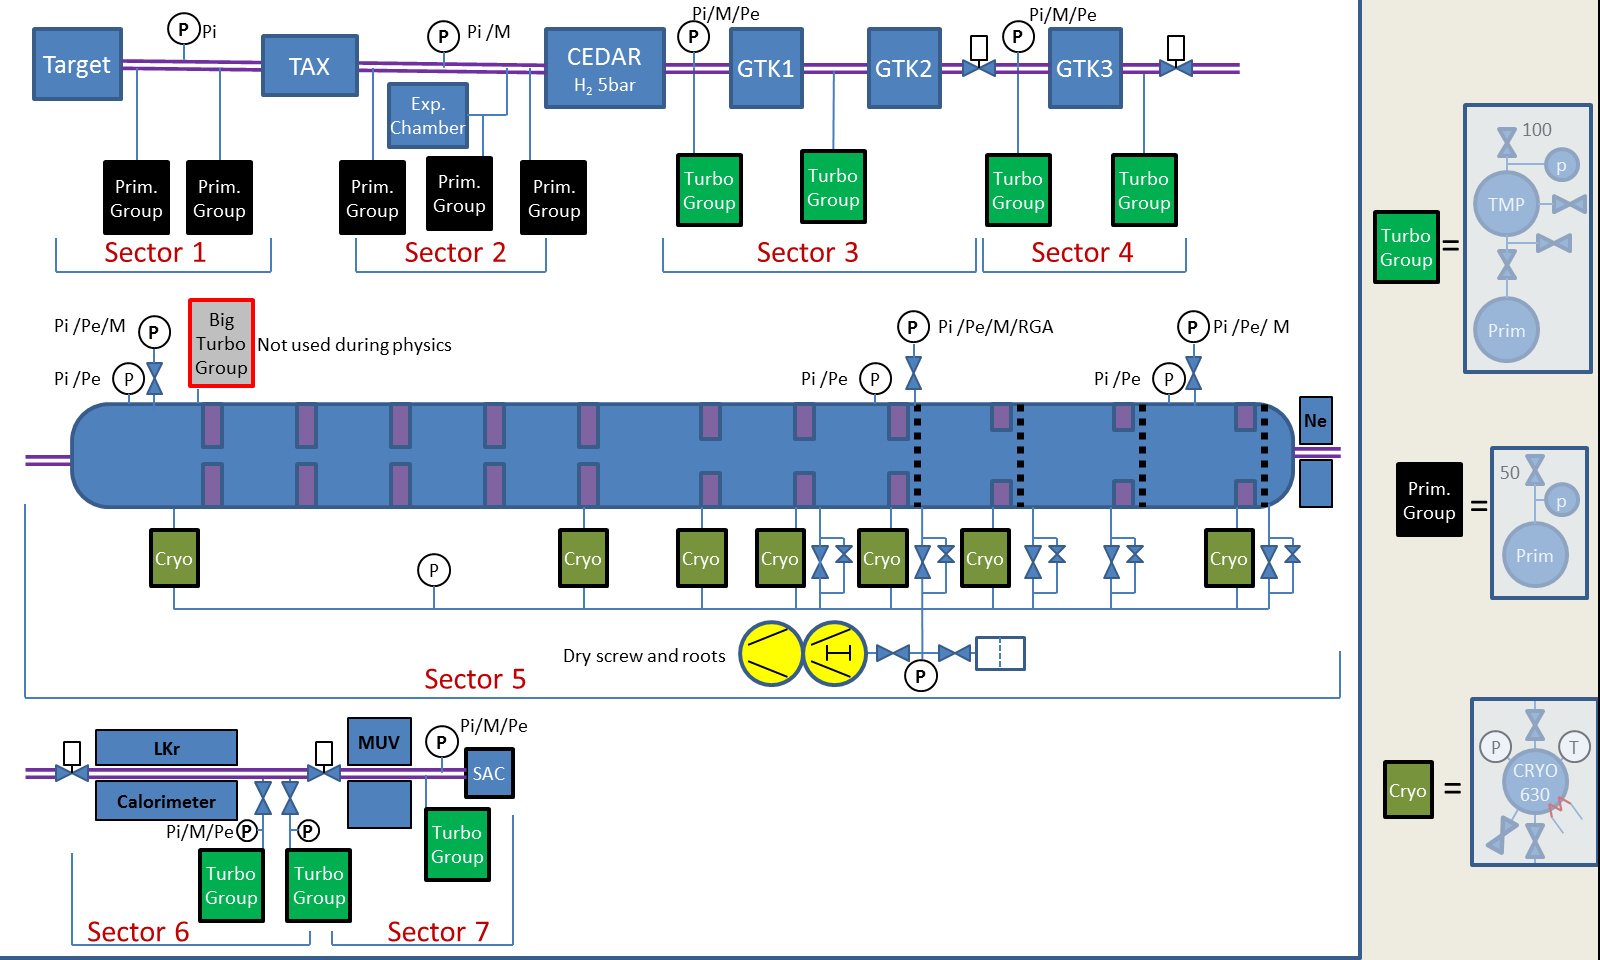 Target
P
Pi
TAX
P
Pi /M
Exp.
Chamber
CEDAR
H2 5bar
Pi/M/Pe
P
GTK1
GTK2
Pi/M/Pe
P
GTK3
Prim.
Group
Prim.
Group
Prim.
Group
Prim.
Group
Prim.
Group
Turbo
Group
Turbo
Group
Turbo
Group
Turbo
Group
Sector 1
Sector 2
Sector 3
Sector 4
Pi /Pe/M
P
Pi /Pe
P
Big
Turbo
Group
Not used during physics
P
Pi /Pe/M/RGA
Pi /Pe
P
P
Pi /Pe/ M
Pi /Pe
P
Ne
Cryo
P
Cryo
Cryo
Cryo
Cryo
Cryo
Cryo
Dry screw and roots
P
Sector 5
LKr
Calorimeter
MUV
P
Pi/M/Pe
SAC
Pi/M/Pe
P
P
Turbo
Group
Turbo
Group
Turbo
Group
Sector 6
Sector 7
Turbo
Group
=
100
p
TMP
Prim
Prim.
Group
=
50
p
Prim
Cryo
=
P
T
CRYO
630